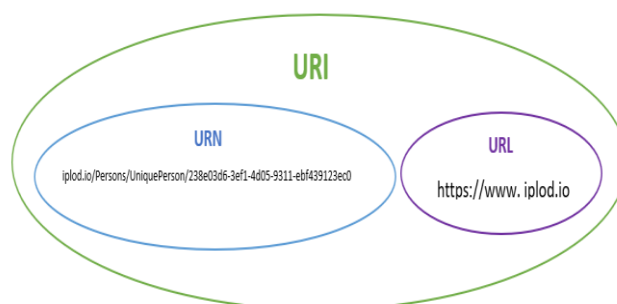 URI
URN
iplod.io/Persons/UniquePerson/238e03d6-3ef1-4d05-9311-ebf439123ec0
URL
https://www. iplod.io